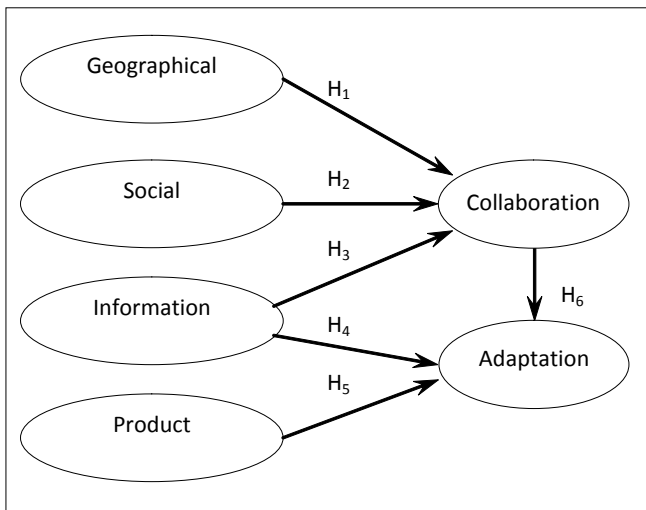 Geographical
H₁
Social
H₂
Collaboration
H₃
Information
H₄
H₆
Adaptation
H₅
Product